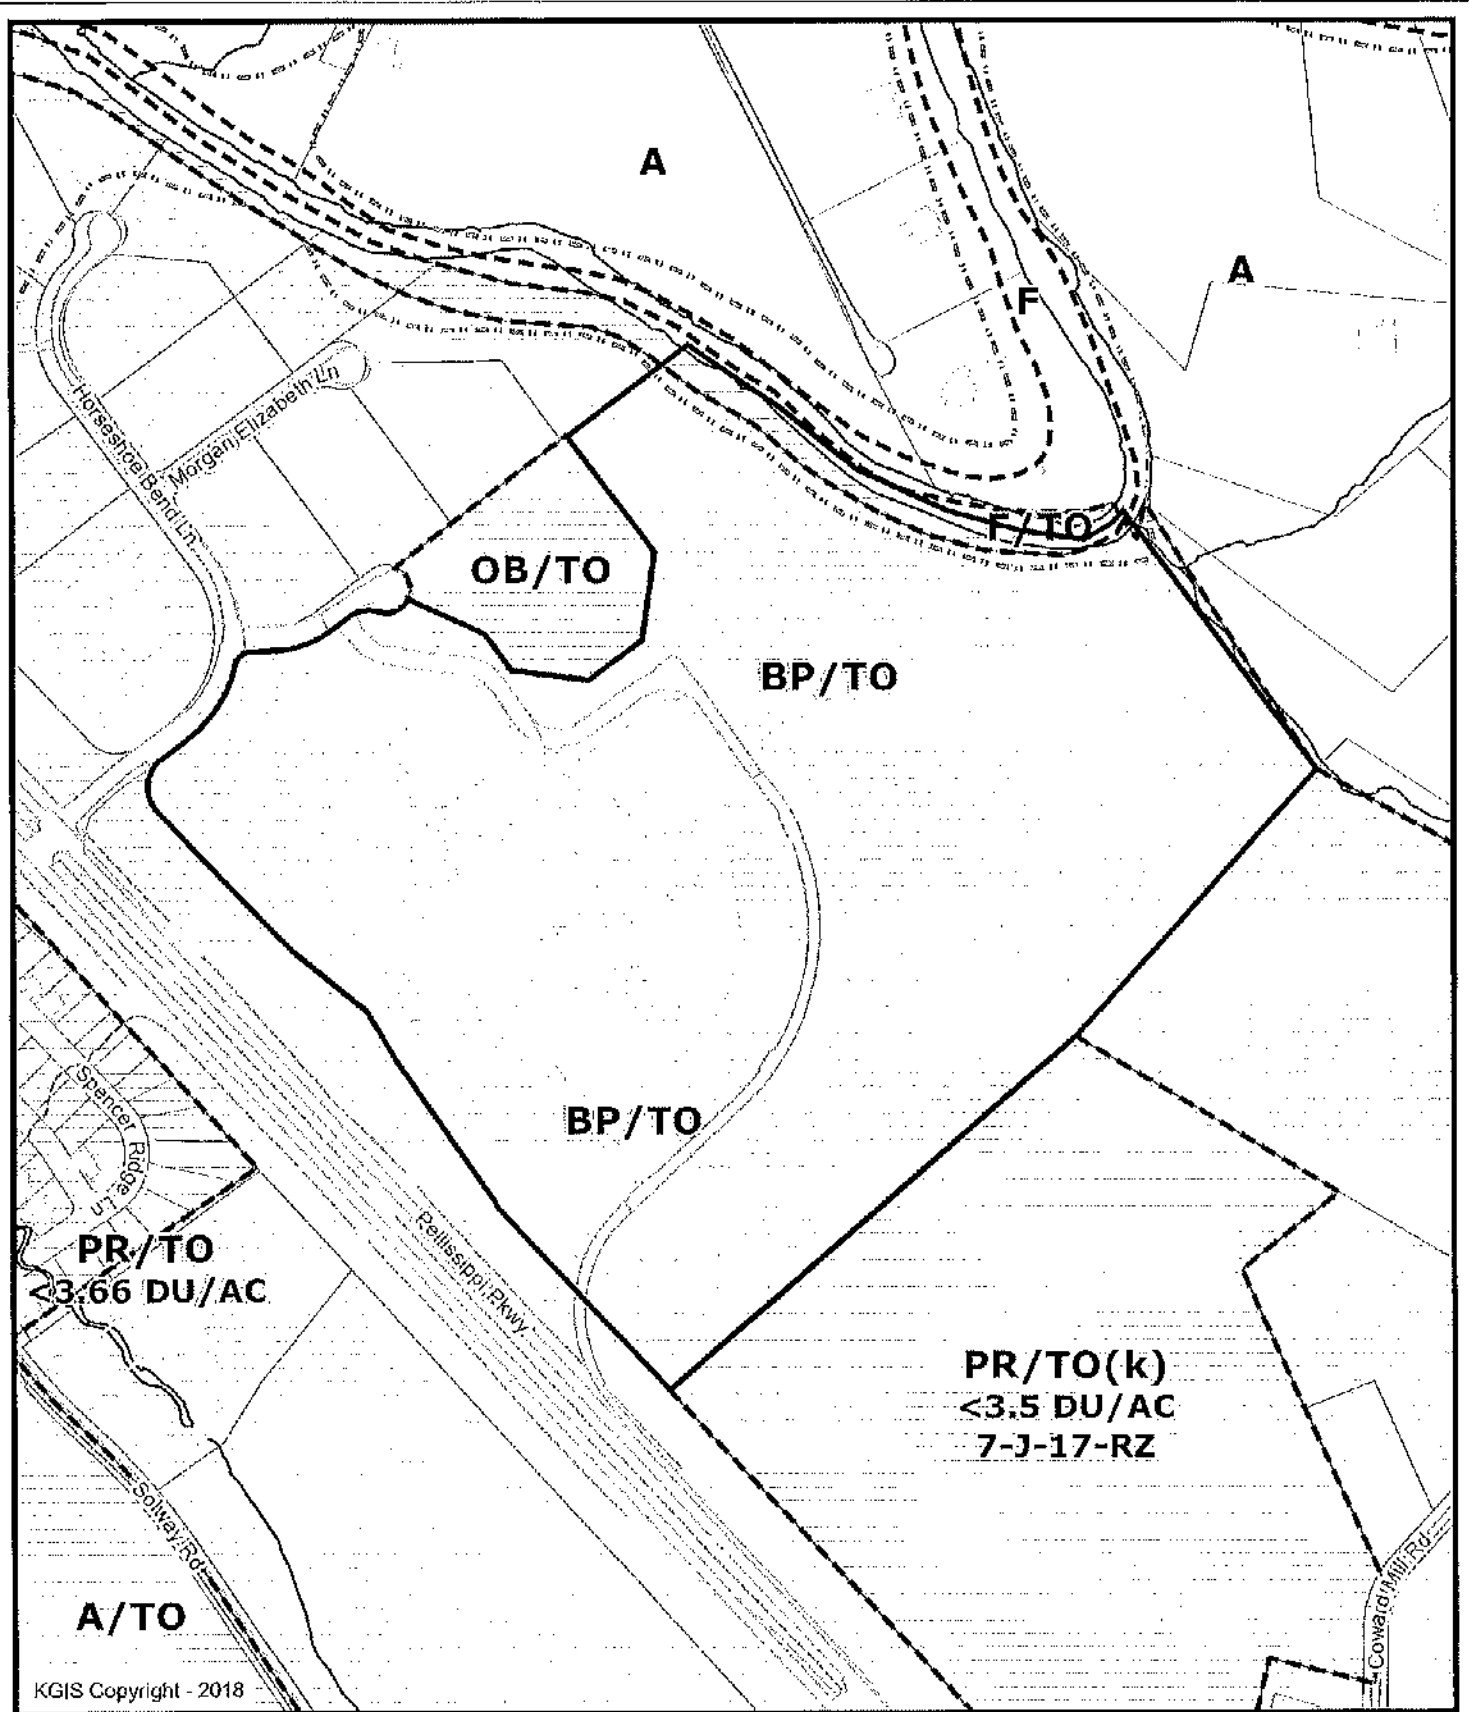 A
A
F
Horseshoe Bend Ln
Morgan Elizabeth Ln
F/TO
OB/TO
BP/TO
Spencer Ridge Ln
BP/TO
PR/TO
<3.66 DU/AC
Pellissippi Pkwy
PR/TO(k)
<3.5 DU/AC
7-J-17-RZ
Solway Rd
Coward Mill Rd
A/TO
KGIS Copyright - 2018